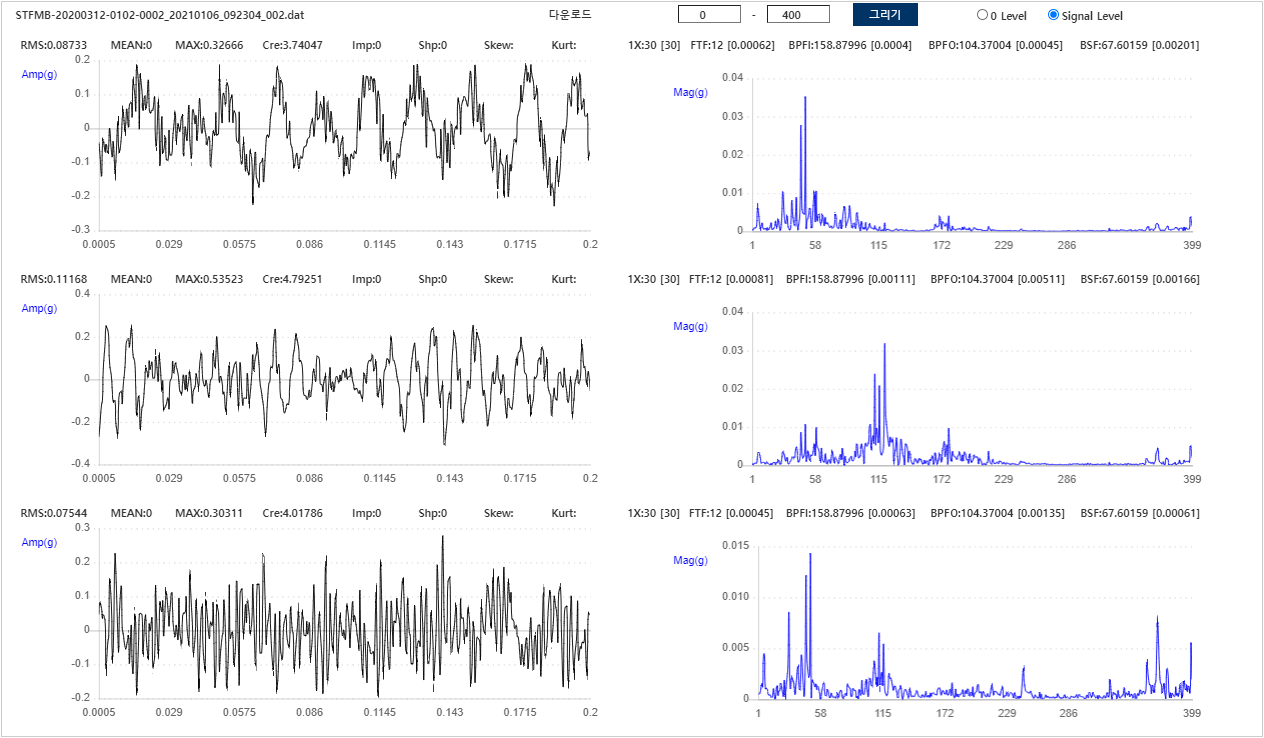 STFMB-20200312-0102-0002_20210106_092304_002.dat 다운로드 0 - 400 그리기 0 Level Signal Level
RMS:0.08733 MEAN:0 MAX:0.32666 Cre:3.74047 Imp:0 Shp:0 Skew: Kurt: 1X:30 [30] FTF:12 [0.00062] BPFI:158.87996 [0.0004] BPFO:104.37004 [0.00045] BSF:67.60159 [0.00201]
Amp(g)
0.2
0.1
0
-0.1
-0.2
-0.3
0.0005 0.029 0.0575 0.086 0.1145 0.143 0.1715 0.2
Mag(g)
0.04
0.03
0.02
0.01
0
1 58 115 172 229 286 399
RMS:0.11168 MEAN:0 MAX:0.53523 Cre:4.79251 Imp:0 Shp:0 Skew: Kurt: 1X:30 [30] FTF:12 [0.00081] BPFI:158.87996 [0.00111] BPFO:104.37004 [0.00511] BSF:67.60159 [0.00166]
Amp(g)
0.4
0.2
0
-0.2
-0.4
0.0005 0.029 0.0575 0.086 0.1145 0.143 0.1715 0.2
Mag(g)
0.04
0.03
0.02
0.01
0
1 58 115 172 229 286 399
RMS:0.07544 MEAN:0 MAX:0.30311 Cre:4.01786 Imp:0 Shp:0 Skew: Kurt: 1X:30 [30] FTF:12 [0.00045] BPFI:158.87996 [0.00063] BPFO:104.37004 [0.00135] BSF:67.60159 [0.00061]
Amp(g)
0.3
0.2
0.1
0
-0.1
-0.2
0.0005 0.029 0.0575 0.086 0.1145 0.143 0.1715 0.2
Mag(g)
0.015
0.010
0.005
0
1 58 115 172 229 286 399